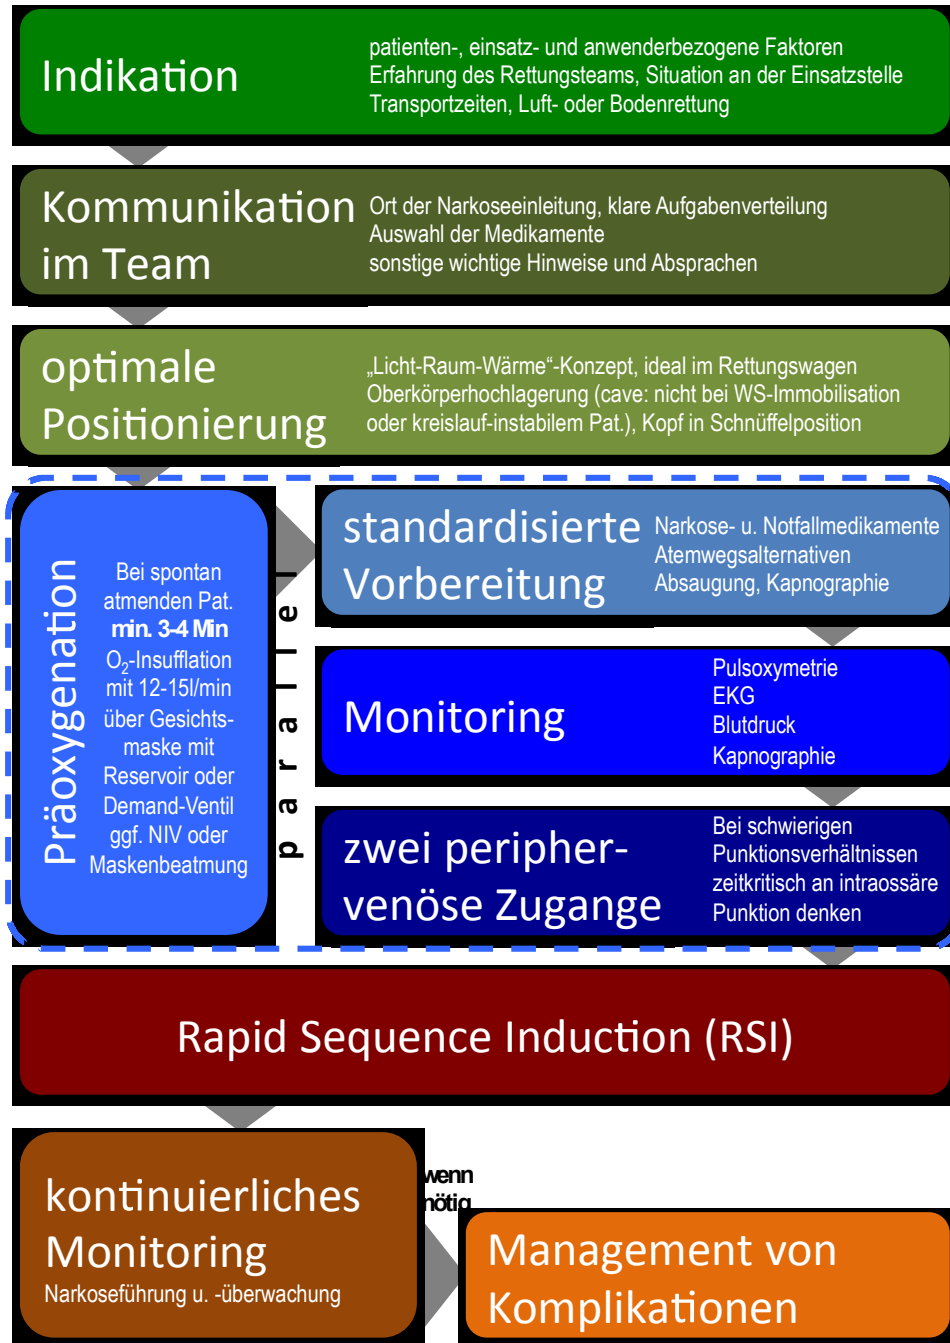 Indikation
patienten-, einsatz- und anwenderbezogene Faktoren
Erfahrung des Rettungsteams, Situation an der Einsatzstelle
Transportzeiten, Luft- oder Bodenrettung
Kommunikation
im Team
Ort der Narkoseeinleitung, klare Aufgabenverteilung
Auswahl der Medikamente
sonstige wichtige Hinweise und Absprachen
optimale
Positionierung
„Licht-Raum-Wärme“-Konzept, ideal im Rettungswagen
Oberkörperhochlagerung (cave: nicht bei WS-Immobilisation
oder kreislauf-instabilem Pat.), Kopf in Schnüffelposition
Präoxygenation
Bei spontan
atmenden Pat.
min. 3-4 Min
O₂-Insufflation
mit 12-15l/min
über Gesichts-
maske mit
Reservoir oder
Demand-Ventil
ggf. NIV oder
Maskenbeatmung
parallel
standardisierte
Vorbereitung
Narkose- u. Notfallmedikamente
Atemwegsalternativen
Absaugung, Kapnographie
Monitoring
Pulsoxymetrie
EKG
Blutdruck
Kapnographie
zwei peripher-
venöse Zugange
Bei schwierigen
Punktionsverhältnissen
zeitkritisch an intraossäre
Punktion denken
Rapid Sequence Induction (RSI)
kontinuierliches
Monitoring
Narkoseführung u. -überwachung
wenn
nötig
Management von
Komplikationen